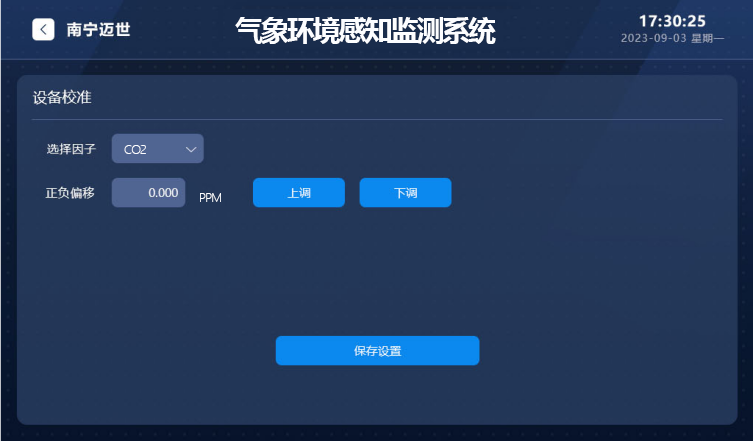 南宁迈世
气象环境感知监测系统
17:30:25
2023-09-03 星期一
设备校准
选择因子 CO2
正负偏移 0.000 PPM 上调 下调
保存设置